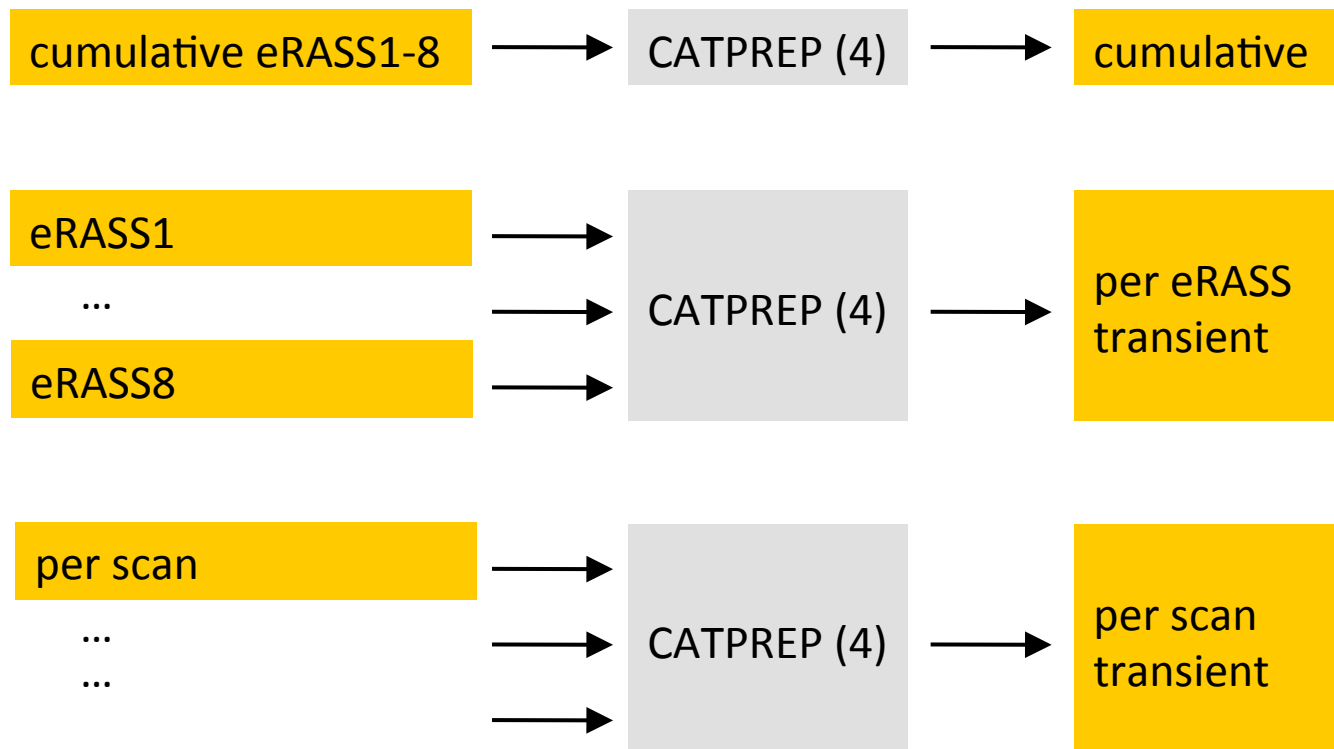 cumulative eRASS1-8
CATPREP (4)
cumulative
eRASS1
...
eRASS8
CATPREP (4)
per eRASS
transient
per scan
...
...
CATPREP (4)
per scan
transient